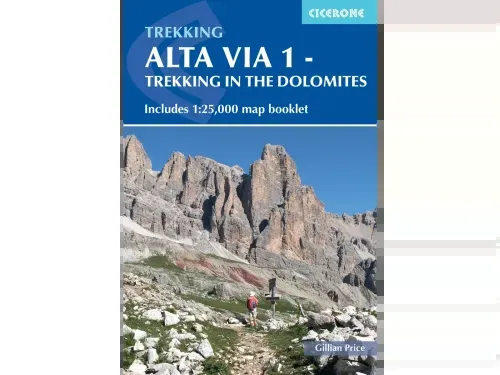 CICERONE
TREKKING
ALTA VIA 1 -
TREKKING IN THE DOLOMITES
Includes 1:25,000 map booklet
Gillian Price